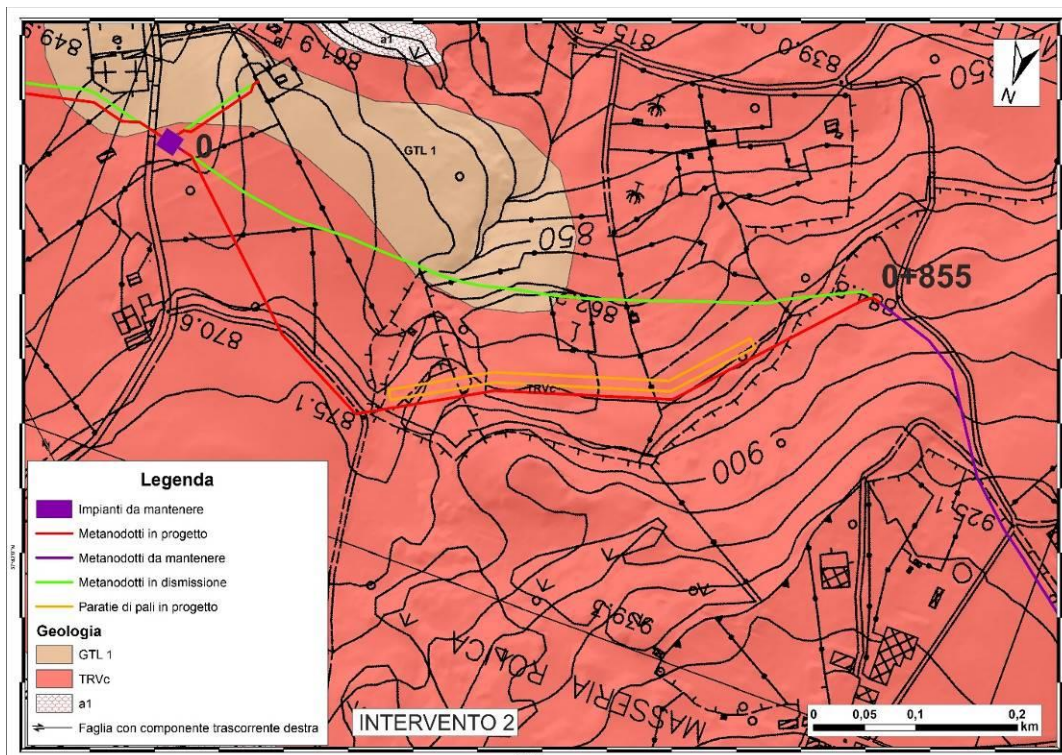 849.9
861.9
a1
815.5
839.0
850
N
0
GTL 1
850
862
0+855
870.6
875.1
TRVc
900
925.1
939.3
MASSERIA ROLICA
Legenda
Impianti da mantenere
Metanodotti in progetto
Metanodotti da mantenere
Metanodotti in dismissione
Paratie di pali in progetto
Geologia
GTL 1
TRVc
a1
Faglia con componente trascorrente destra
INTERVENTO 2
0 0,05 0,1 0,2
km